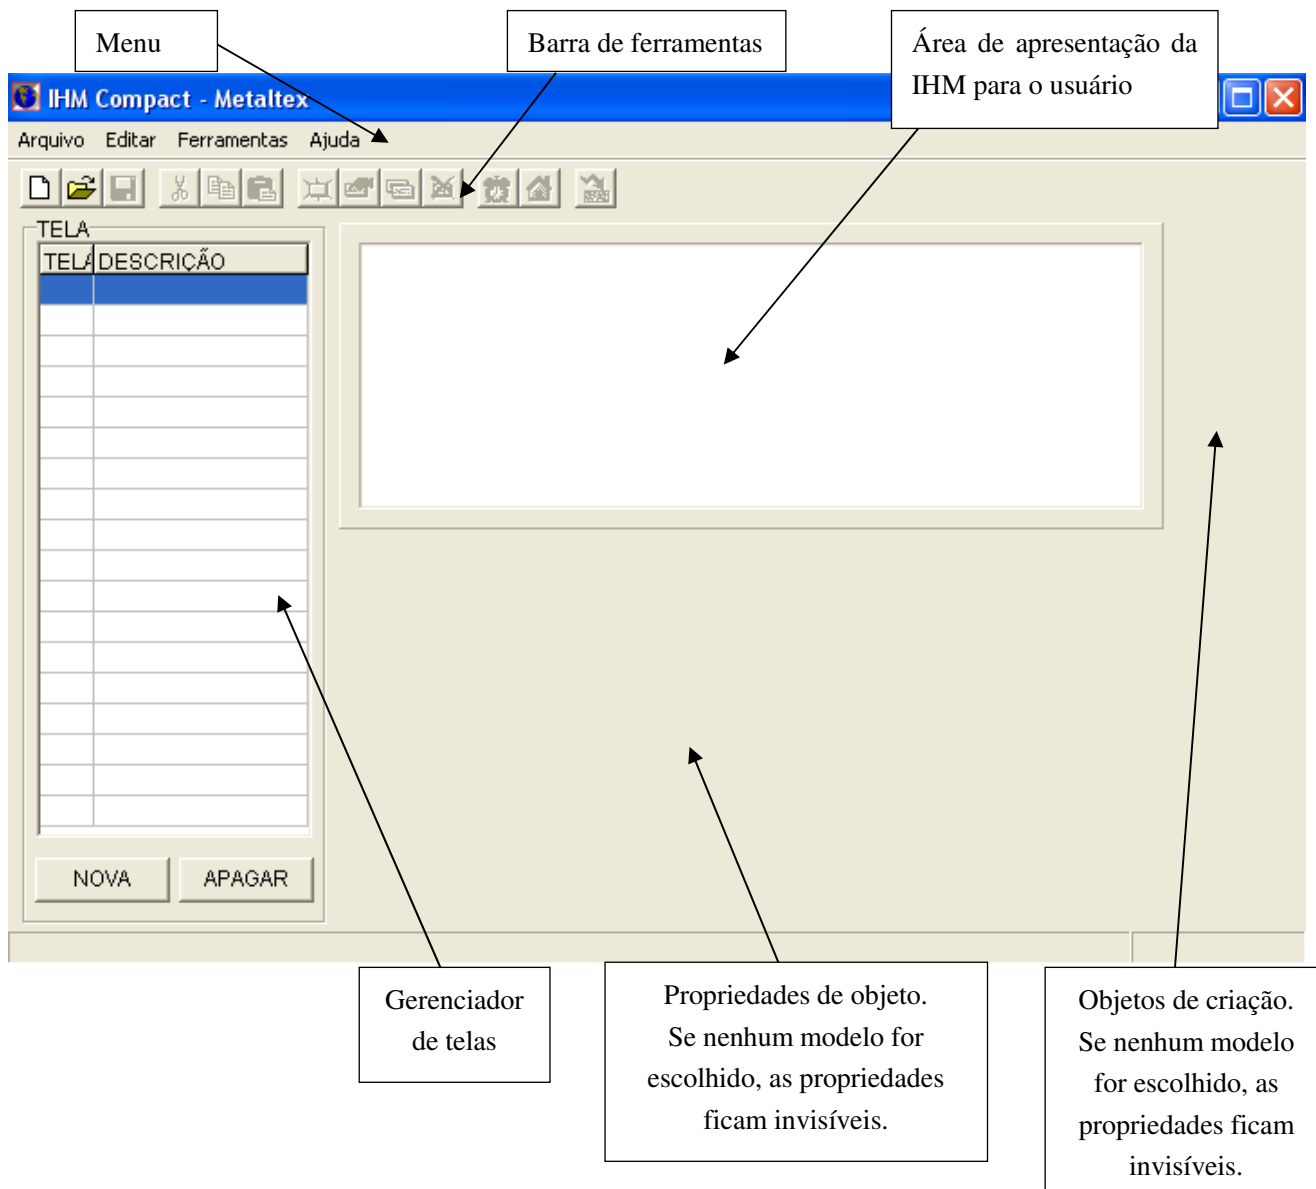 Menu
Barra de ferramentas
Área de apresentação da
IHM para o usuário
IHM Compact - Metaltex
Arquivo Editar Ferramentas Ajuda
TELA
TELA DESCRIÇÃO
NOVA APAGAR
Gerenciador
de telas
Propriedades de objeto.
Se nenhum modelo for
escolhido, as propriedades
ficam invisíveis.
Objetos de criação.
Se nenhum modelo
for escolhido, as
propriedades ficam
invisíveis.